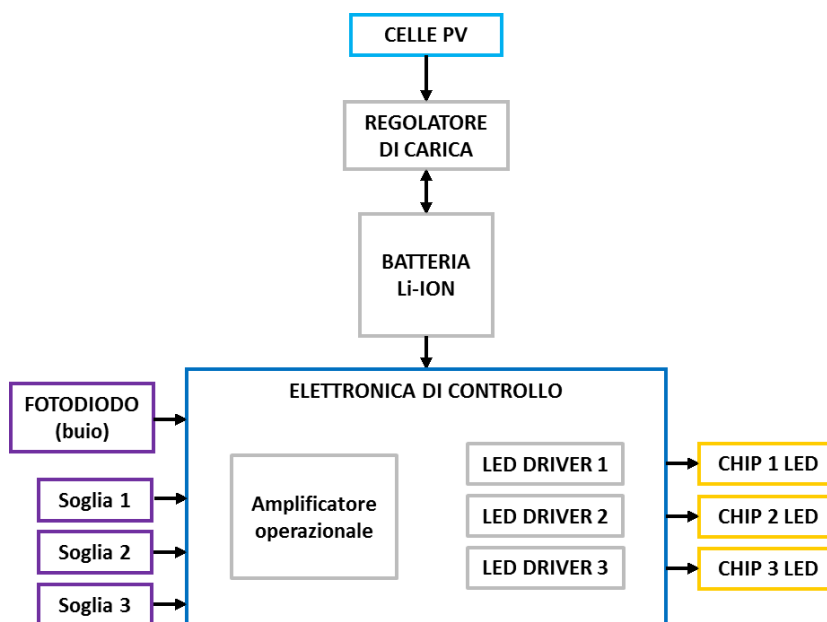 CELLE PV
REGOLATORE
DI CARICA
BATTERIA
Li-ION
ELETTRONICA DI CONTROLLO
FOTODIODO
(buio)
Soglia 1
Soglia 2
Soglia 3
Amplificatore
operazionale
LED DRIVER 1
LED DRIVER 2
LED DRIVER 3
CHIP 1 LED
CHIP 2 LED
CHIP 3 LED